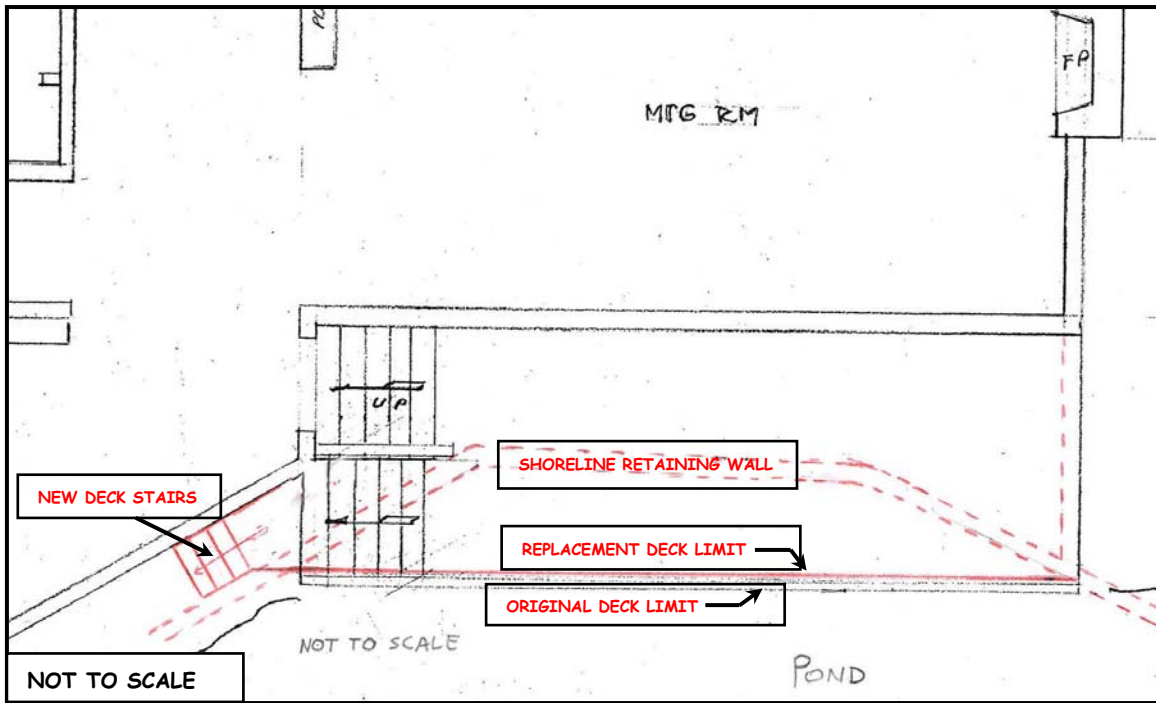 FP
MTG RM
UP
SHORELINE RETAINING WALL
NEW DECK STAIRS
REPLACEMENT DECK LIMIT
ORIGINAL DECK LIMIT
NOT TO SCALE
POND
NOT TO SCALE